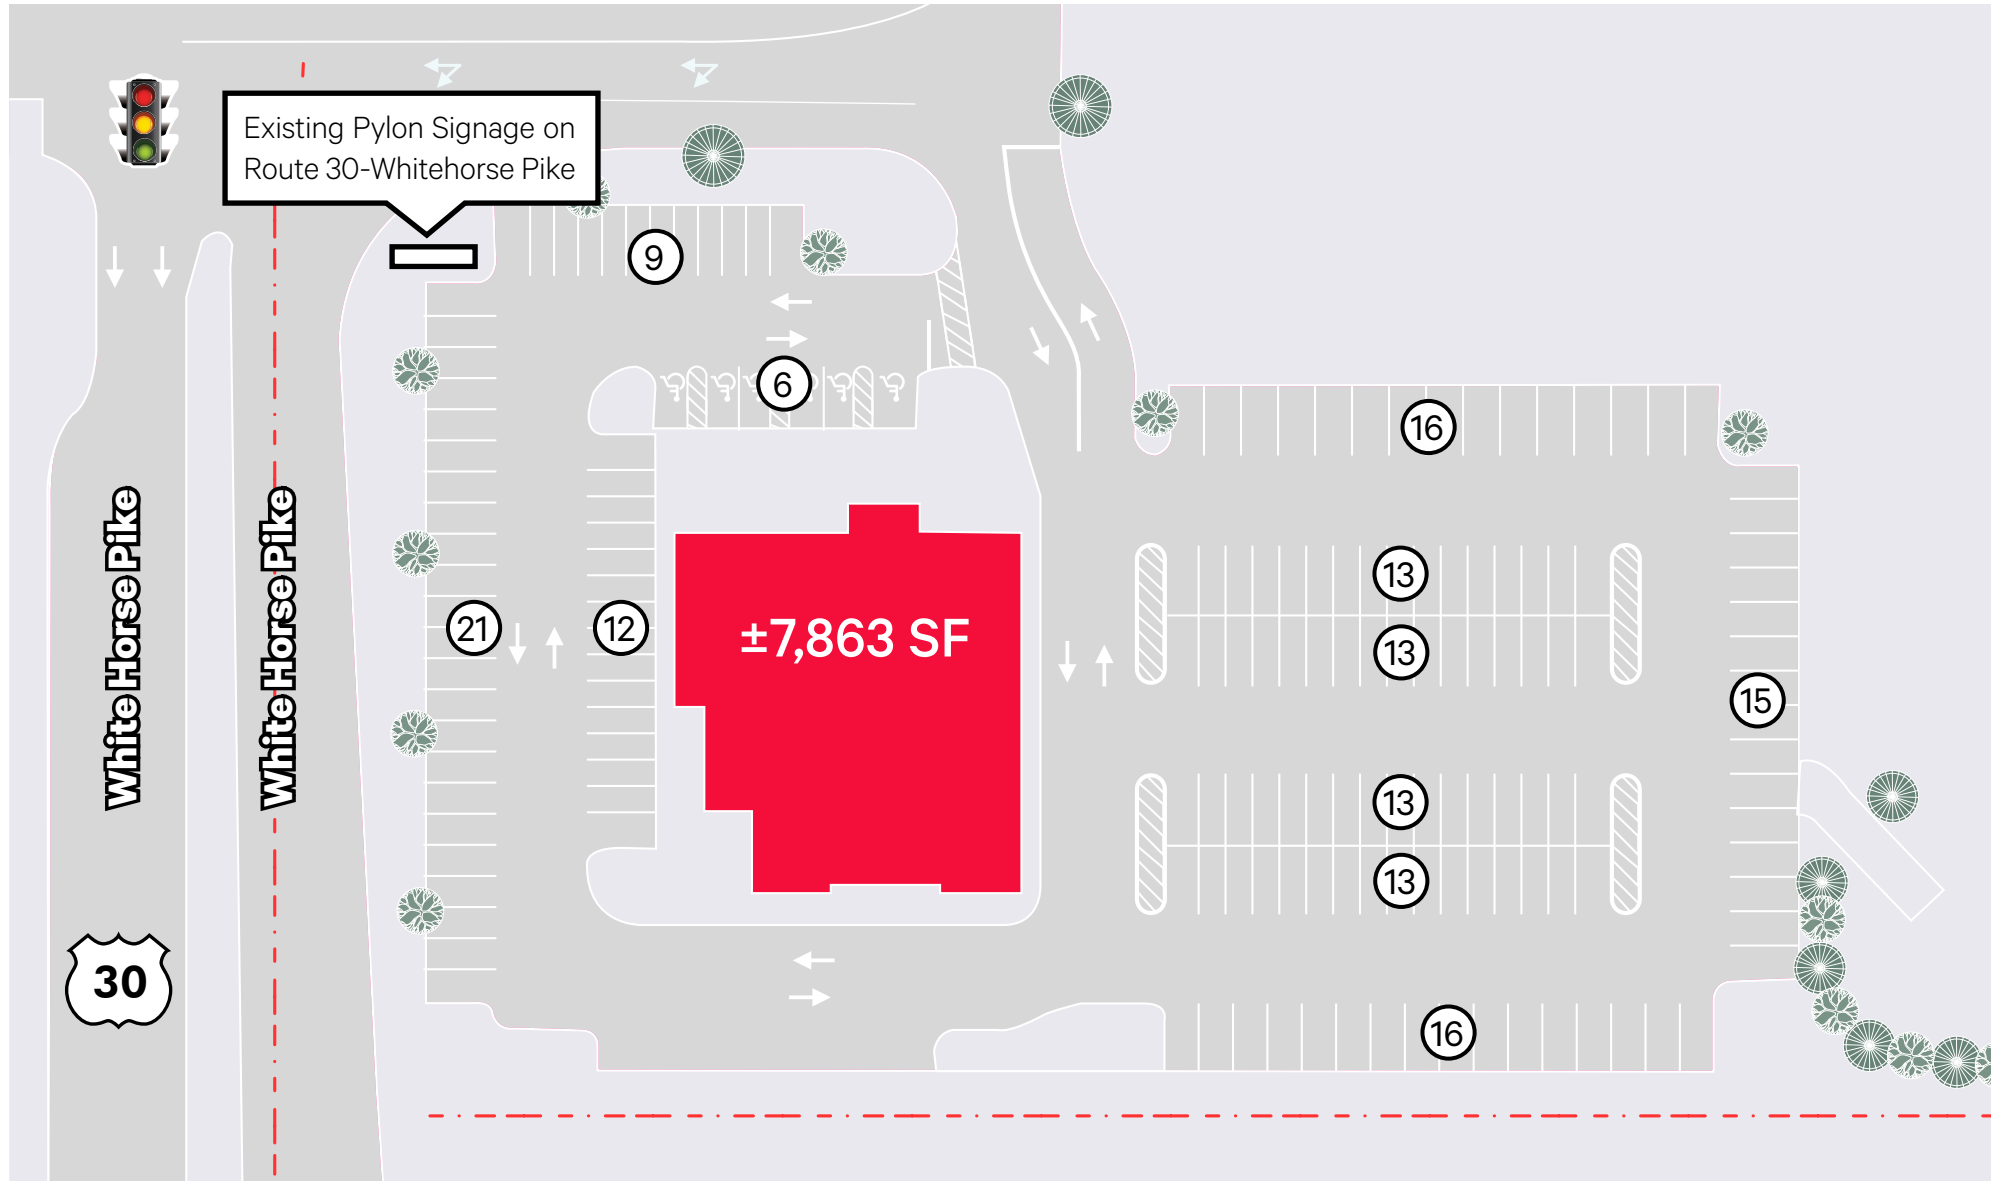 Existing Pylon Signage on
Route 30-Whitehorse Pike
9
6
16
White Horse Pike
White Horse Pike
21
12
±7,863 SF
13
13
15
13
13
30
16